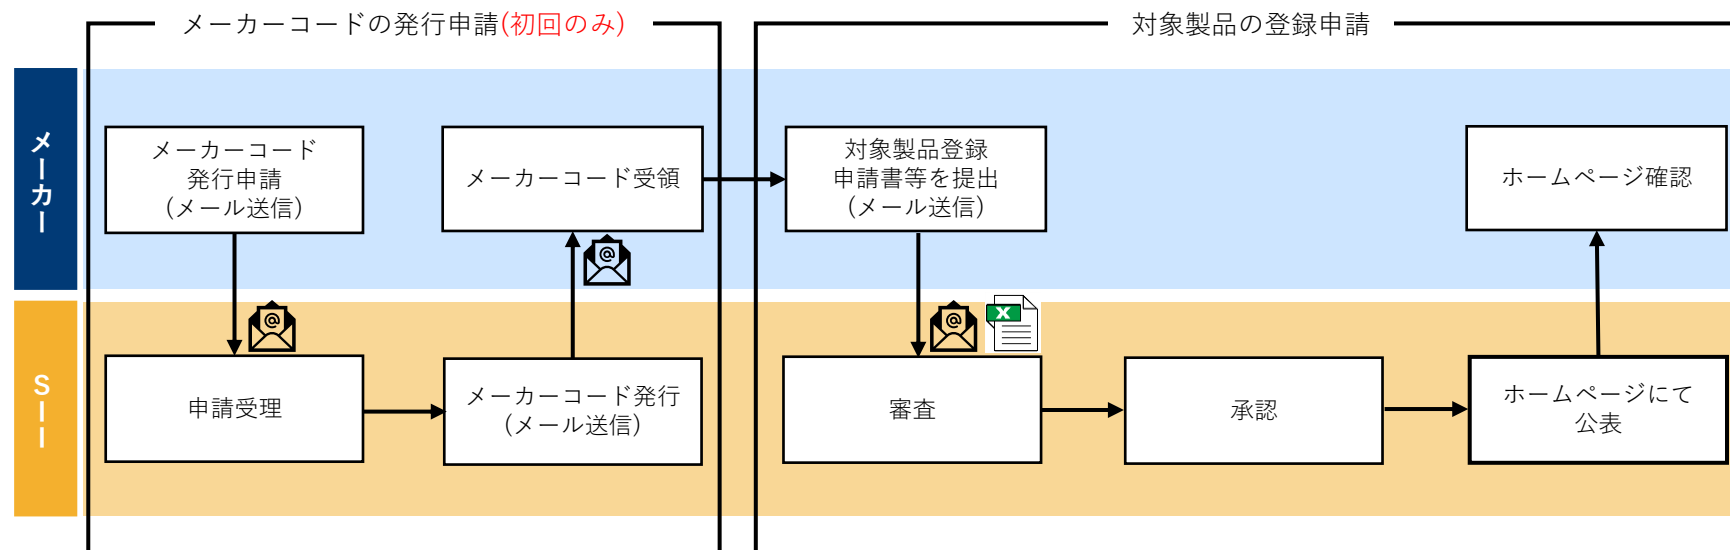 メーカーコードの発行申請(初回のみ)
対象製品の登録申請
メーカー
メーカーコード
発行申請
(メール送信)
メーカーコード受領
対象製品登録
申請書等を提出
(メール送信)
ホームページ確認
@
@
@
X
SII
申請受理
メーカーコード発行
(メール送信)
審査
承認
ホームページにて
公表